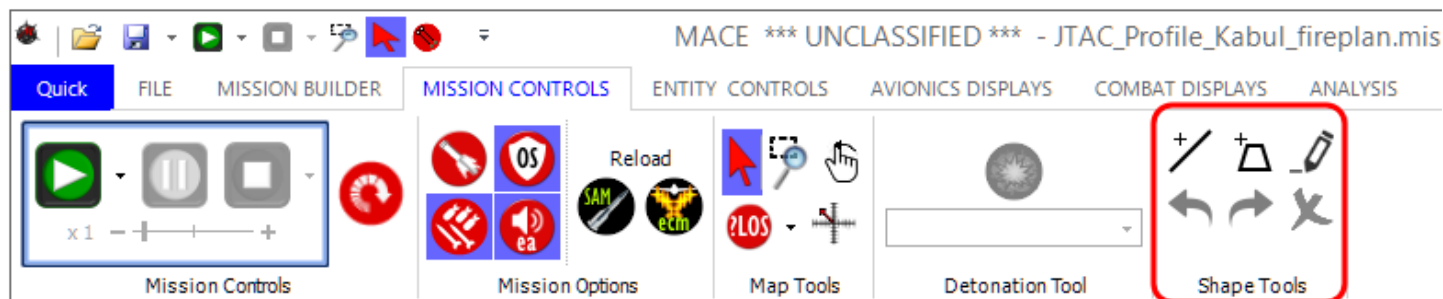 MACE *** UNCLASSIFIED *** - JTAC_Profile_Kabul_fireplan.mis
Quick FILE MISSION BUILDER MISSION CONTROLS ENTITY CONTROLS AVIONICS DISPLAYS COMBAT DISPLAYS ANALYSIS
OS
Reload
SAM
ecm
x 1
ea
?LOS
Mission Controls Mission Options Map Tools Detonation Tool Shape Tools